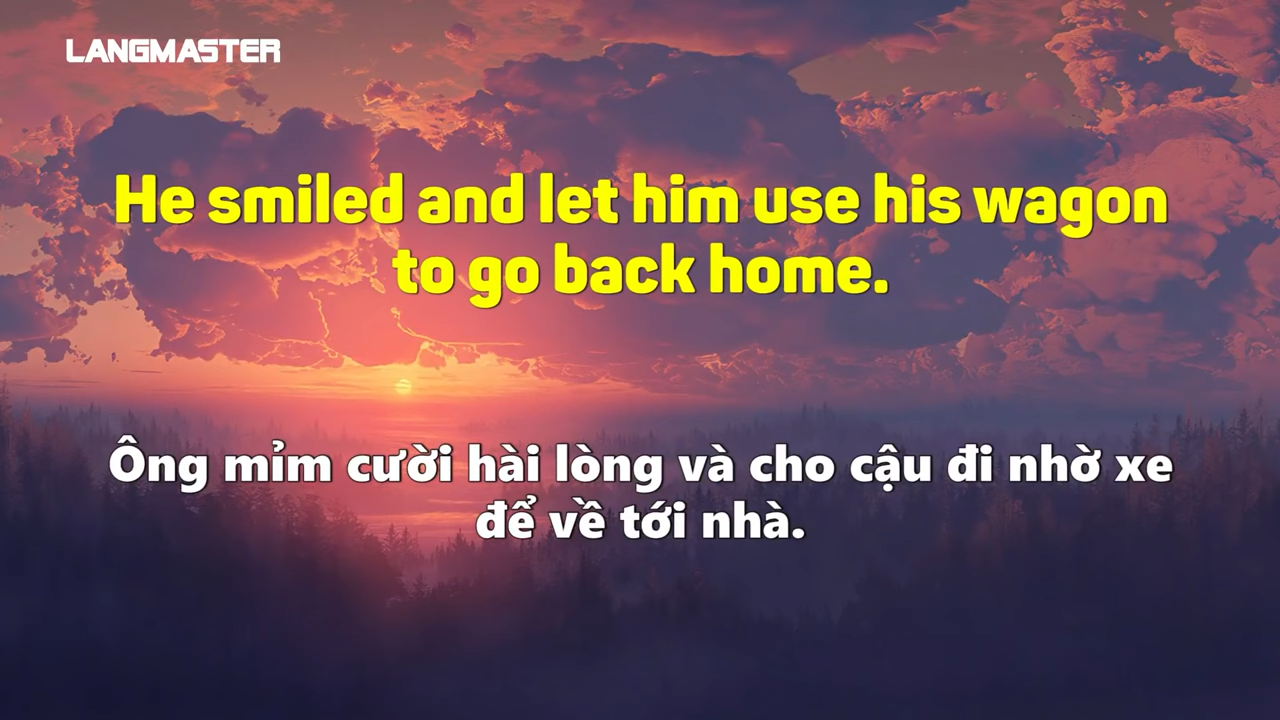 LANGMASTER
He smiled and let him use his wagon
to go back home.
Ông mỉm cười hài lòng và cho cậu đi nhờ xe
để về tới nhà.